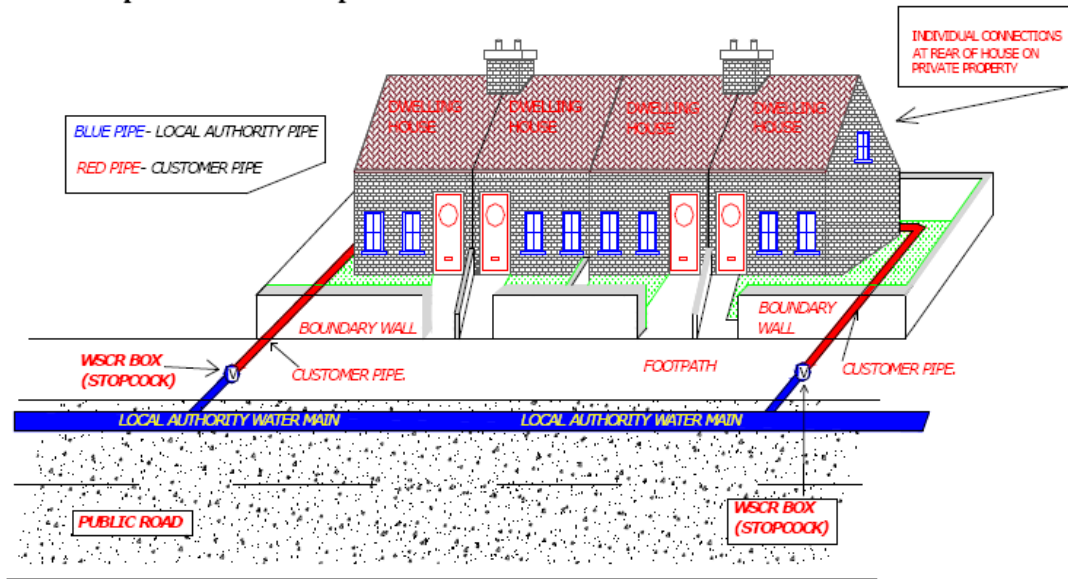 INDIVIDUAL CONNECTIONS
AT REAR OF HOUSE ON
PRIVATE PROPERTY
BLUE PIPE- LOCAL AUTHORITY PIPE
RED PIPE- CUSTOMER PIPE
DWELLING
HOUSE
DWELLING
HOUSE
DWELLING
HOUSE
DWELLING
HOUSE
BOUNDARY WALL
BOUNDARY
WALL
WSCR BOX
(STOPCOCK)
V
CUSTOMER PIPE.
FOOTPATH
V
CUSTOMER PIPE.
LOCAL AUTHORITY WATER MAIN
LOCAL AUTHORITY WATER MAIN
PUBLIC ROAD
WSCR BOX
(STOPCOCK)